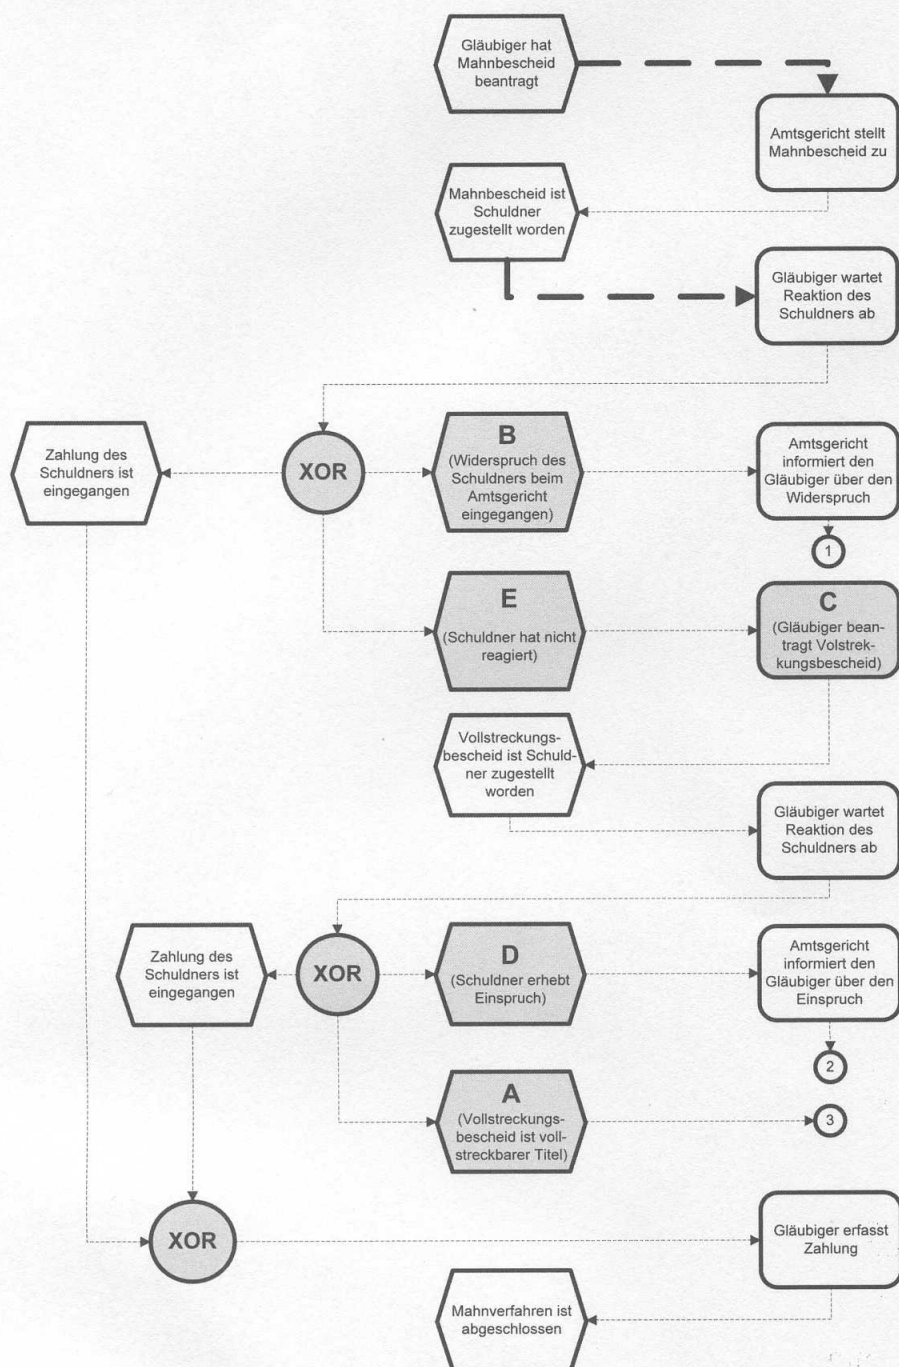 Gläubiger hat
Mahnbescheid
beantragt
Amtsgericht stellt
Mahnbescheid zu
Mahnbescheid ist
Schuldner
zugestellt worden
Gläubiger wartet
Reaktion des
Schuldners ab
Zahlung des
Schuldners ist
eingegangen
XOR
B
(Widerspruch des
Schuldners beim
Amtsgericht
eingegangen)
Amtsgericht
informiert den
Gläubiger über den
Widerspruch
1
E
(Schuldner hat nicht
reagiert)
C
(Gläubiger bean-
tragt Volstrek-
kungsbescheid)
Vollstreckungs-
bescheid ist Schuld-
ner zugestellt
worden
Gläubiger wartet
Reaktion des
Schuldners ab
Zahlung des
Schuldners ist
eingegangen
XOR
D
(Schuldner erhebt
Einspruch)
Amtsgericht
informiert den
Gläubiger über den
Einspruch
2
A
(Vollstreckungs-
bescheid ist voll-
streckbarer Titel)
3
XOR
Gläubiger erfasst
Zahlung
Mahnverfahren ist
abgeschlossen